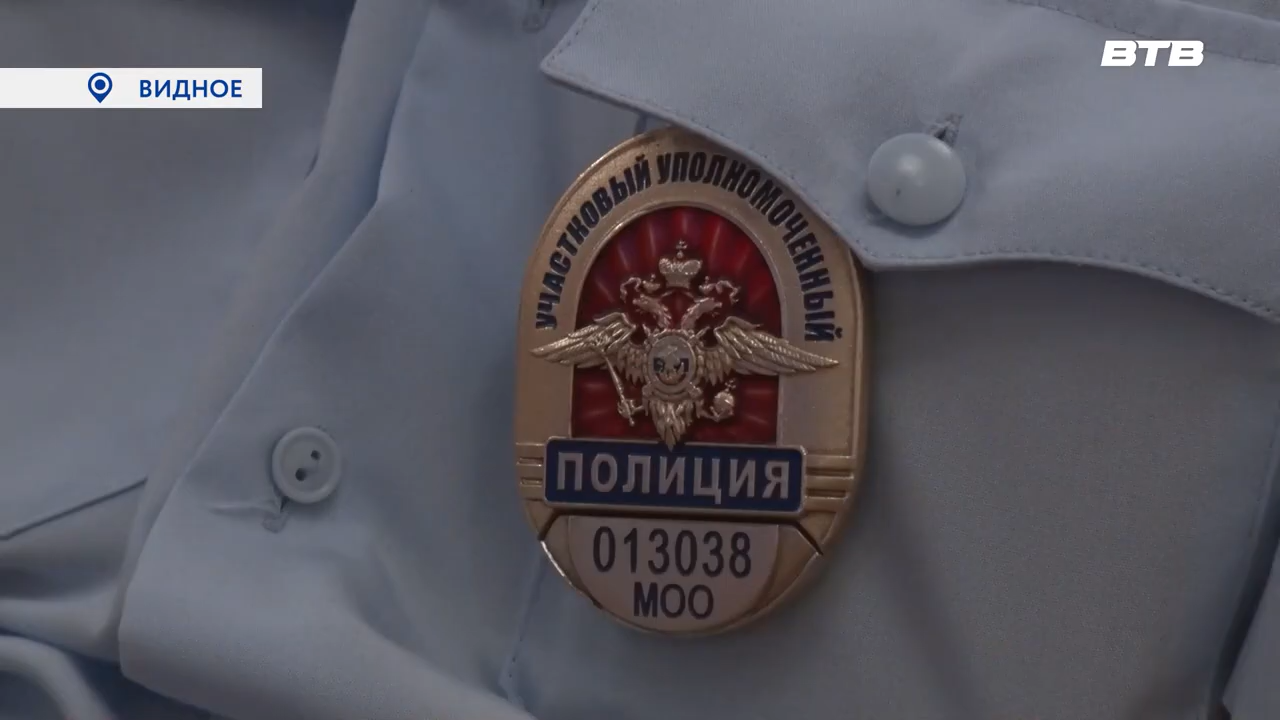 ВИДНОЕ
ВТВ
УЧАСТКОВЫЙ УПОЛНОМОЧЕННЫЙ
ПОЛИЦИЯ
013038
МОО